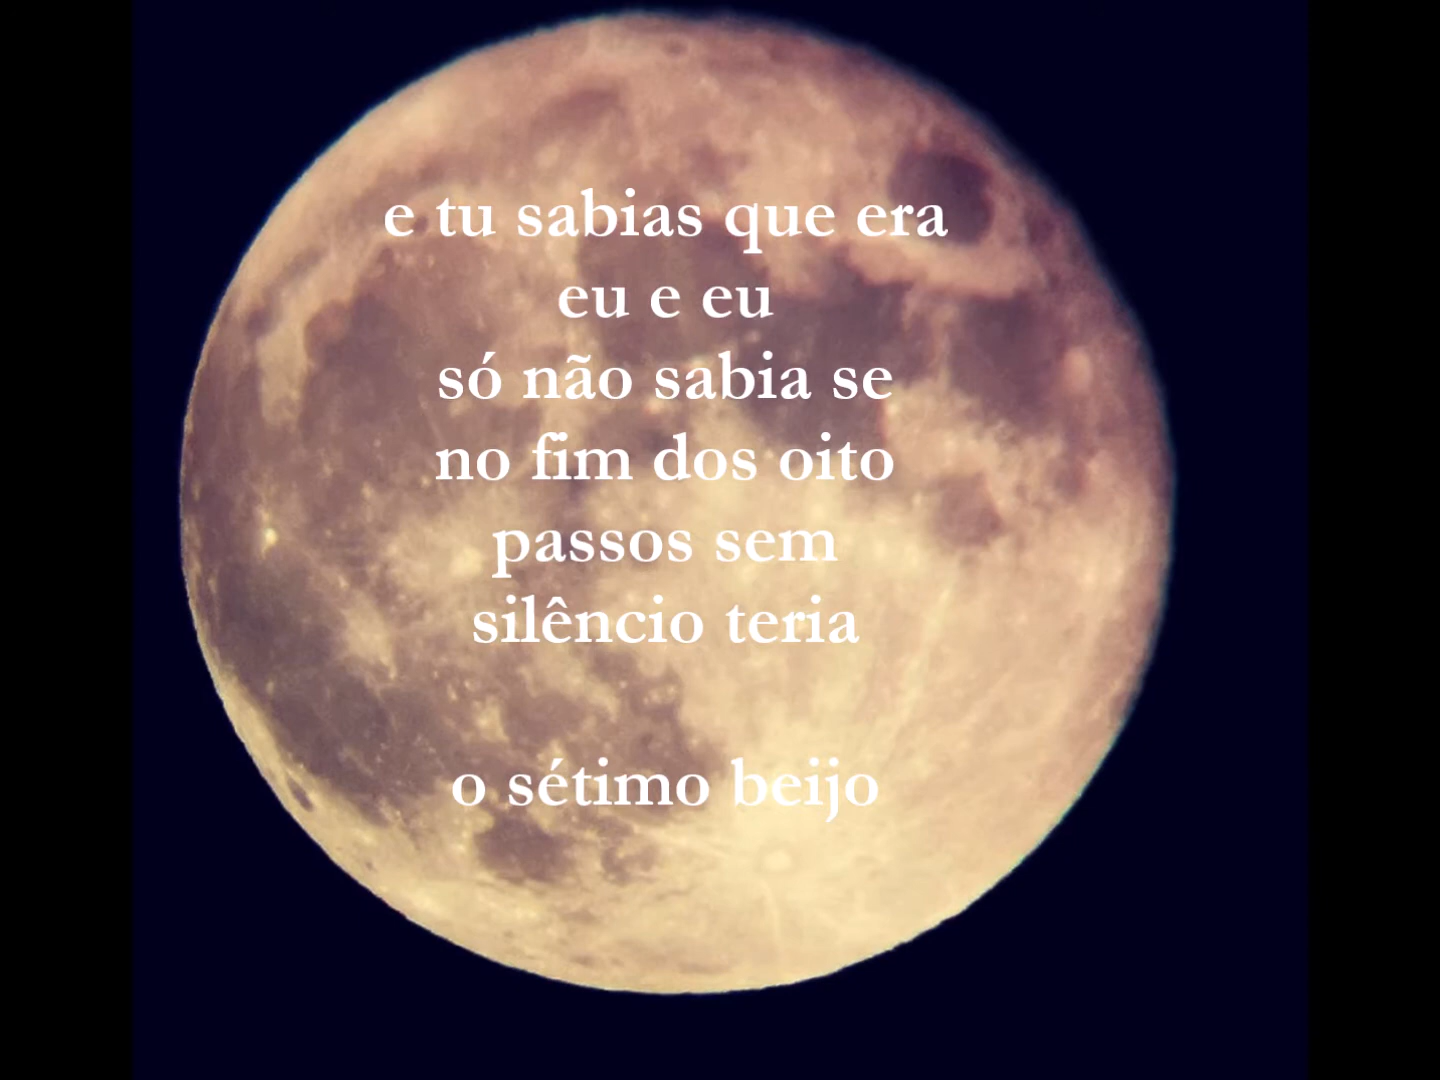 e tu sabias que era
eu e eu
só não sabia se
no fim dos oito
passos sem
silêncio teria
o sétimo beijo